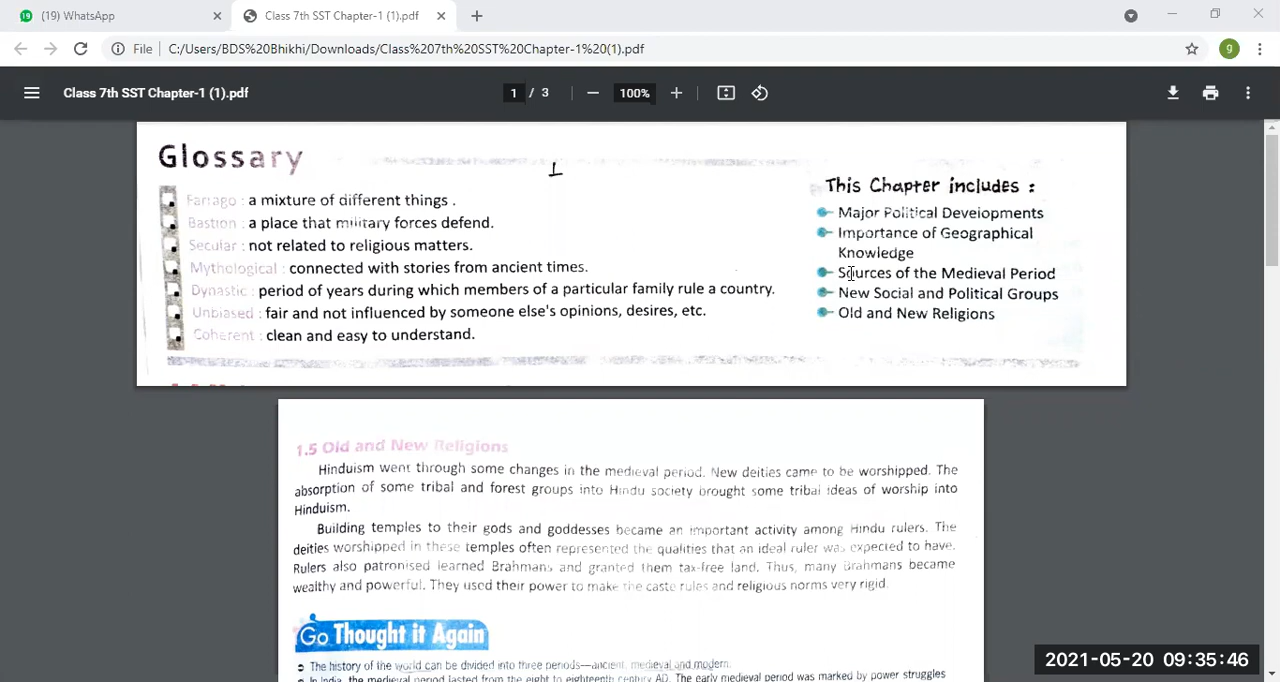 (19) WhatsApp
Class 7th SST Chapter-1 (1).pdf
File
C:/Users/BDS%20Bhikhi/Downloads/Class%207th%20SST%20Chapter-1%20(1).pdf
9
Class 7th SST Chapter-1 (1).pdf
1 / 3
100%
Glossary
Farrago : a mixture of different things .
Bastion : a place that military forces defend.
Secular : not related to religious matters.
Mythological : connected with stories from ancient times.
Dynastic : period of years during which members of a particular family rule a country.
Unbiased : fair and not influenced by someone else's opinions, desires, etc.
Coherent : clean and easy to understand.
This Chapter includes :
Major Political Developments
Importance of Geographical
Knowledge
Sources of the Medieval Period
New Social and Political Groups
Old and New Religions
1.5 Old and New Religions
Hinduism went through some changes in the medieval period. New deities came to be worshipped. The
absorption of some tribal and forest groups into Hindu society brought some tribal ideas of worship into
Hinduism.
Building temples to their gods and goddesses became an important activity among Hindu rulers. The
deities worshipped in these temples often represented the qualities that an ideal ruler was expected to have.
Rulers also patronised learned Brahmans and granted them tax-free land. Thus, many Brahmans became
wealthy and powerful. They used their power to make the caste rules and religious norms very rigid.
Go Thought it Again
The history of the world can be divided into three periods—ancient, medieval and modern.
In India, the medieval period lasted from the eight to eighteenth century AD. The early medieval period was marked by power struggles
2021-05-20 09:35:46